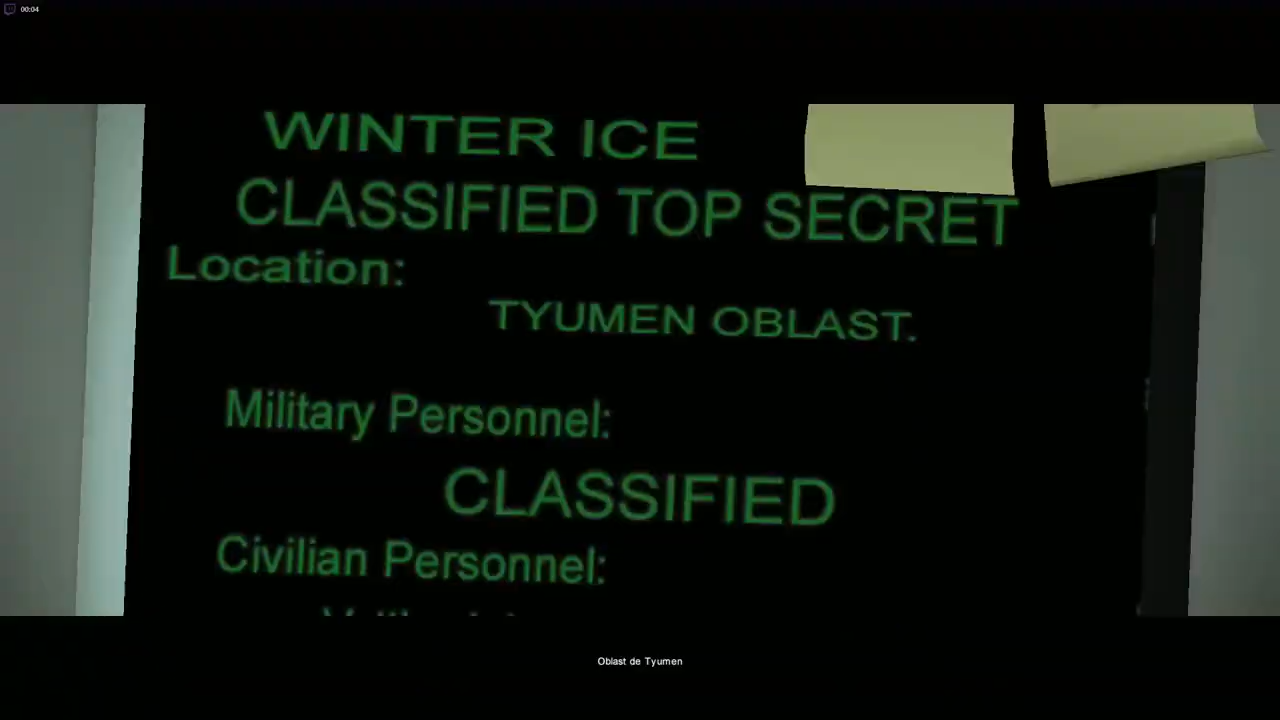 00:04
WINTER ICE
CLASSIFIED TOP SECRET
Location:
TYUMEN OBLAST.
Military Personnel:
CLASSIFIED
Civilian Personnel:
Oblast de Tyumen